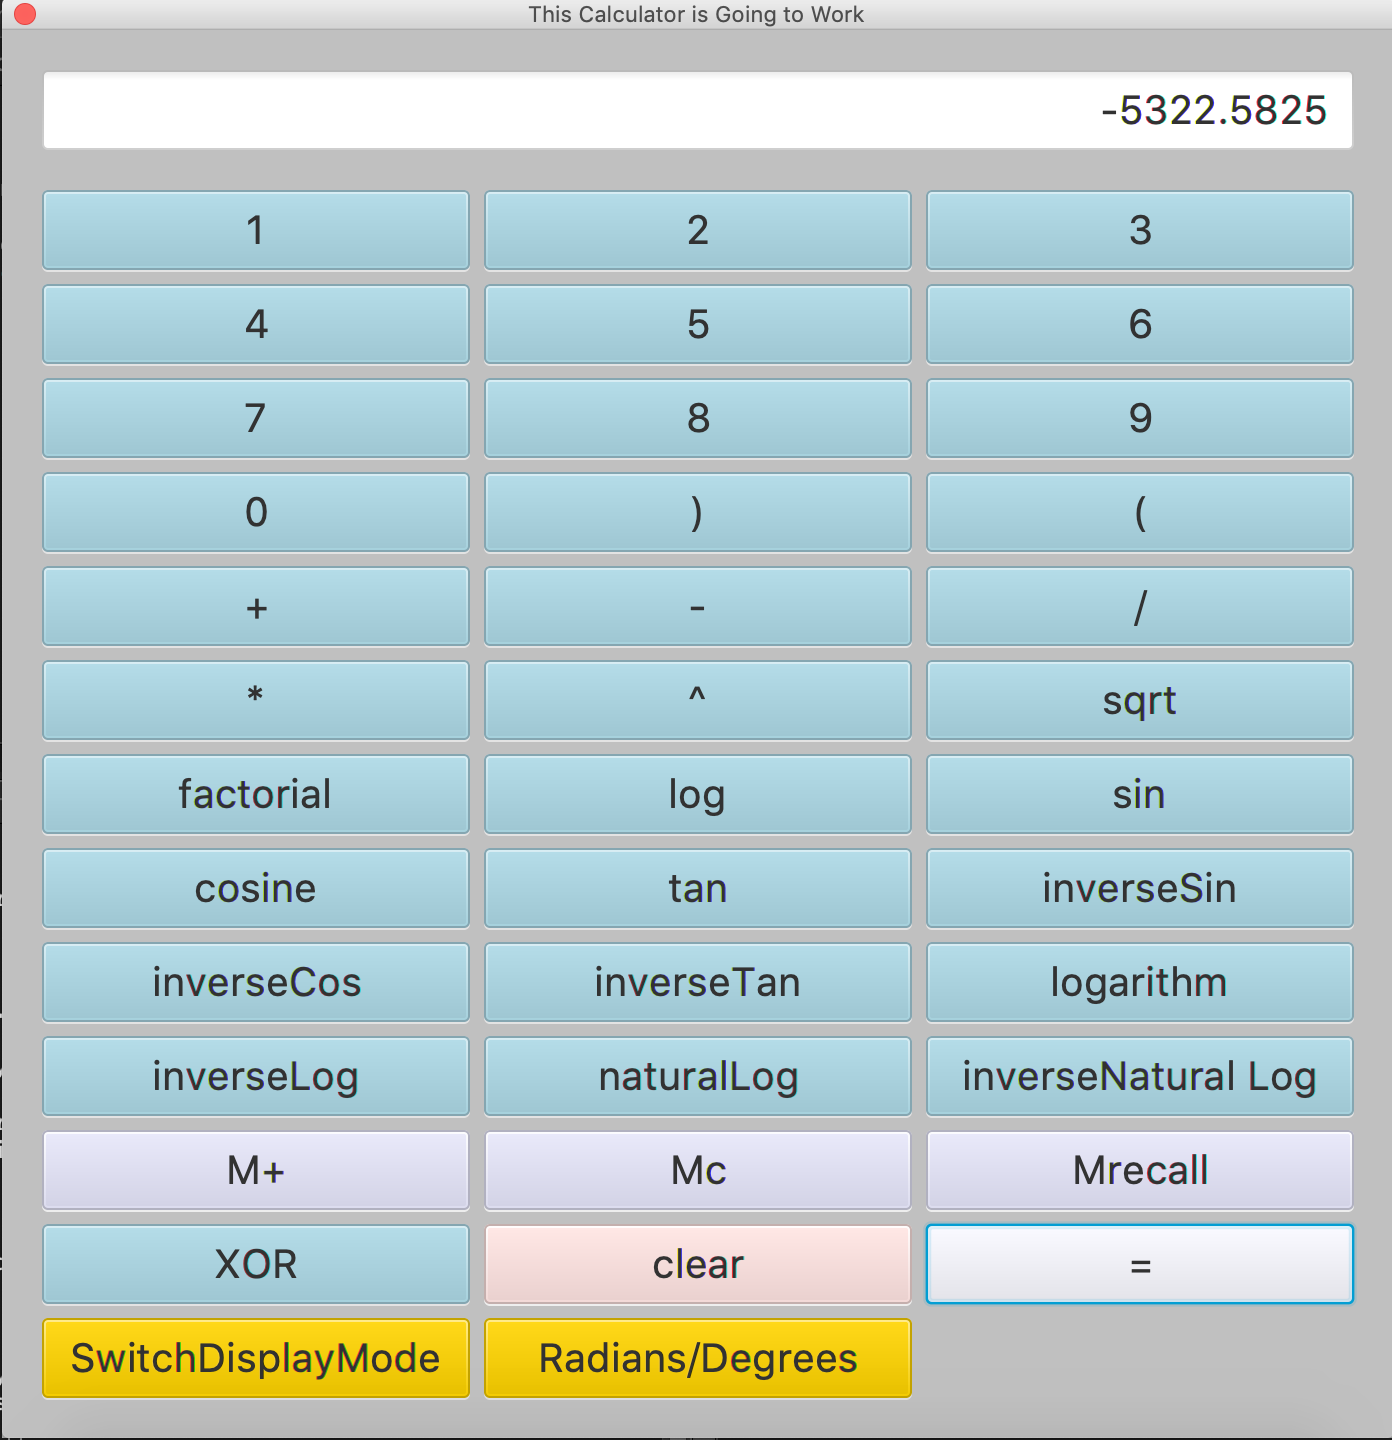 This Calculator is Going to Work
-5322.5825
1 2 3
4 5 6
7 8 9
0 ) (
+ - /
* ^ sqrt
factorial log sin
cosine tan inverseSin
inverseCos inverseTan logarithm
inverseLog naturalLog inverseNatural Log
M+ Mc Mrecall
XOR clear =
SwitchDisplayMode Radians/Degrees